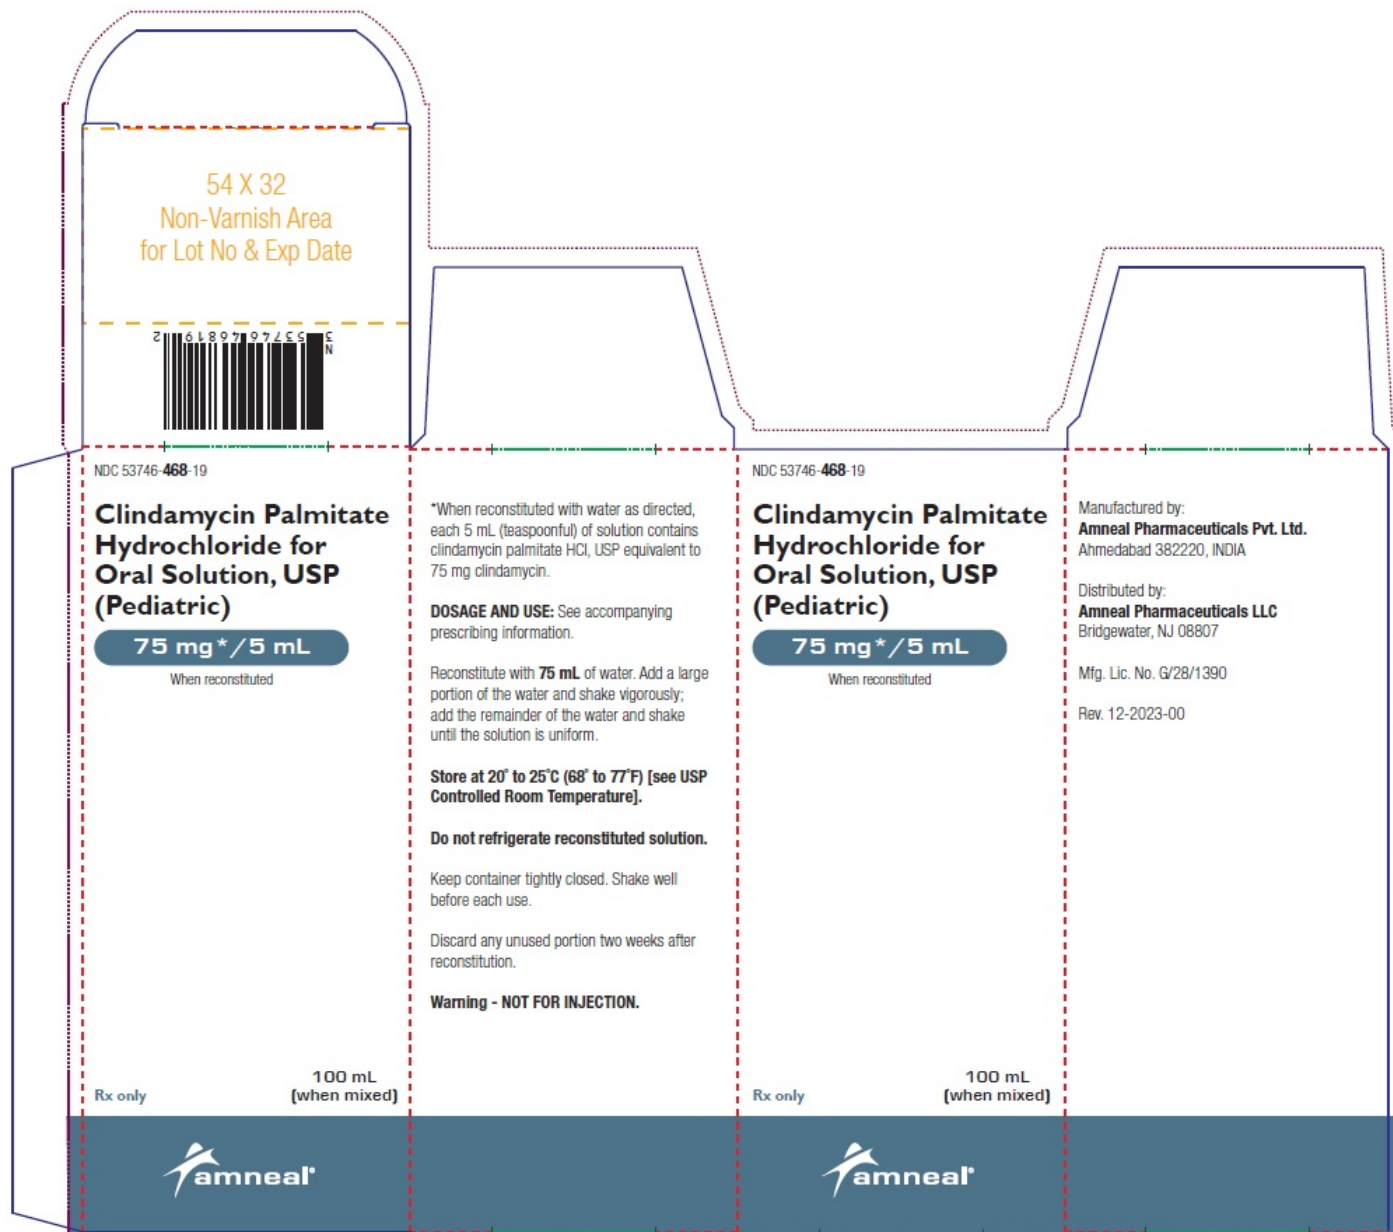 54 X 32
Non-Varnish Area
for Lot No & Exp Date
N
3 53746 46819 2
NDC 53746-468-19
Clindamycin Palmitate
Hydrochloride for
Oral Solution, USP
(Pediatric)
75 mg*/5 mL
When reconstituted
Rx only
100 mL
(when mixed)
amneal®
*When reconstituted with water as directed,
each 5 mL (teaspoonful) of solution contains
clindamycin palmitate HCl, USP equivalent to
75 mg clindamycin.
DOSAGE AND USE: See accompanying
prescribing information.
Reconstitute with 75 mL of water. Add a large
portion of the water and shake vigorously;
add the remainder of the water and shake
until the solution is uniform.
Store at 20° to 25°C (68° to 77°F) [see USP
Controlled Room Temperature].
Do not refrigerate reconstituted solution.
Keep container tightly closed. Shake well
before each use.
Discard any unused portion two weeks after
reconstitution.
Warning - NOT FOR INJECTION.
NDC 53746-468-19
Clindamycin Palmitate
Hydrochloride for
Oral Solution, USP
(Pediatric)
75 mg*/5 mL
When reconstituted
Rx only
100 mL
(when mixed)
amneal®
Manufactured by:
Amneal Pharmaceuticals Pvt. Ltd.
Ahmedabad 382220, INDIA
Distributed by:
Amneal Pharmaceuticals LLC
Bridgewater, NJ 08807
Mfg. Lic. No. G/28/1390
Rev. 12-2023-00